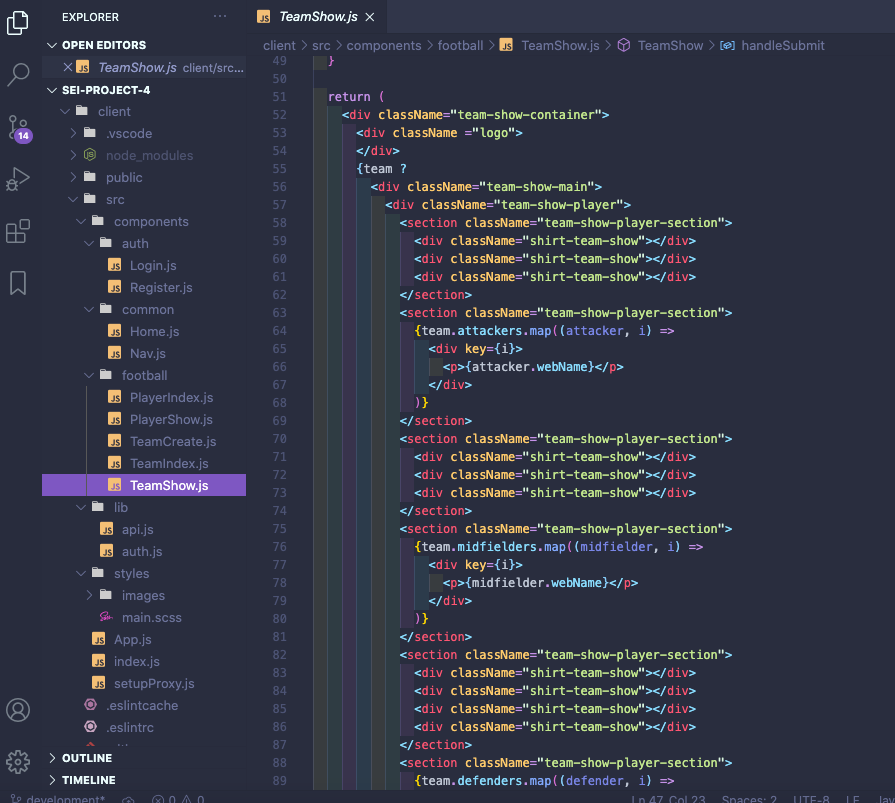 EXPLORER
···
OPEN EDITORS
JS TeamShow.js client/src...
SEI-PROJECT-4
client
.vscode
node_modules
public
src
components
auth
JS Login.js
JS Register.js
common
JS Home.js
JS Nav.js
football
JS PlayerIndex.js
JS PlayerShow.js
JS TeamCreate.js
JS TeamIndex.js
JS TeamShow.js
lib
JS api.js
JS auth.js
styles
images
main.scss
JS App.js
JS index.js
JS setupProxy.js
.eslintcache
.eslintrc
OUTLINE
TIMELINE
14
JS TeamShow.js
client > src > components > football > JS TeamShow.js > TeamShow > handleSubmit
49 }
50
51 return (
52 <div className="team-show-container">
53 <div className ="logo">
54 </div>
55 {team ?
56 <div className="team-show-main">
57 <div className="team-show-player">
58 <section className="team-show-player-section">
59 <div className="shirt-team-show"></div>
60 <div className="shirt-team-show"></div>
61 <div className="shirt-team-show"></div>
62 </section>
63 <section className="team-show-player-section">
64 {team.attackers.map((attacker, i) =>
65 <div key={i}>
66 <p>{attacker.webName}</p>
67 </div>
68 )}
69 </section>
70 <section className="team-show-player-section">
71 <div className="shirt-team-show"></div>
72 <div className="shirt-team-show"></div>
73 <div className="shirt-team-show"></div>
74 </section>
75 <section className="team-show-player-section">
76 {team.midfielders.map((midfielder, i) =>
77 <div key={i}>
78 <p>{midfielder.webName}</p>
79 </div>
80 )}
81 </section>
82 <section className="team-show-player-section">
83 <div className="shirt-team-show"></div>
84 <div className="shirt-team-show"></div>
85 <div className="shirt-team-show"></div>
86 <div className="shirt-team-show"></div>
87 </section>
88 <section className="team-show-player-section">
89 {team.defenders.map((defender, i) =>
development* 0 0 Ln 47, Col 23 Spaces: 2 UTF-8 LF